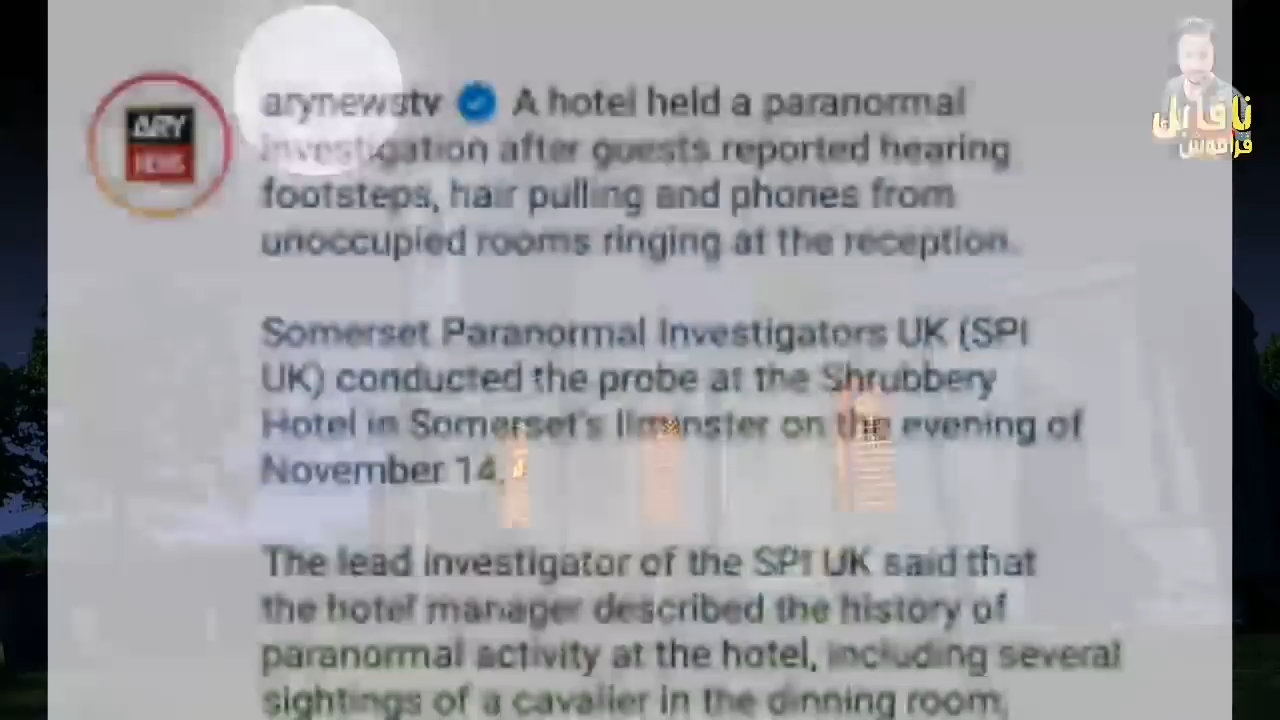 arynewstv A hotel held a paranormal
investigation after guests reported hearing
footsteps, hair pulling and phones from
unoccupied rooms ringing at the reception.
Somerset Paranormal Investigators UK (SPI
UK) conducted the probe at the Shrubbery
Hotel in Somerset's Ilminster on the evening of
November 14.
The lead investigator of the SPI UK said that
the hotel manager described the history of
paranormal activity at the hotel, including several
sightings of a cavalier in the dinning room,
ARY
NEWS
ناقابل
فراموش